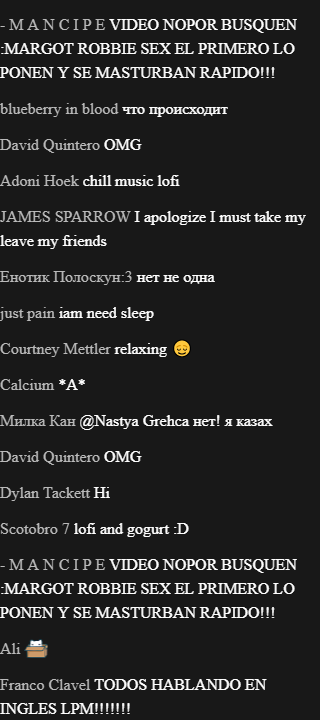 - M A N C I P E VIDEO NOPOR BUSQUEN
:MARGOT ROBBIE SEX EL PRIMERO LO
PONEN Y SE MASTURBAN RAPIDO!!!
blueberry in blood что происходит
David Quintero OMG
Adoni Hoek chill music lofi
JAMES SPARROW I apologize I must take my
leave my friends
Енотик Полоскун:3 нет не одна
just pain iam need sleep
Courtney Mettler relaxing 😌
Calcium *A*
Милка Кан @Nastya Grehca нет! я казах
David Quintero OMG
Dylan Tackett Hi
Scotobro 7 lofi and gogurt :D
- M A N C I P E VIDEO NOPOR BUSQUEN
:MARGOT ROBBIE SEX EL PRIMERO LO
PONEN Y SE MASTURBAN RAPIDO!!!
Ali
Franco Clavel TODOS HABLANDO EN
INGLES LPM!!!!!!!